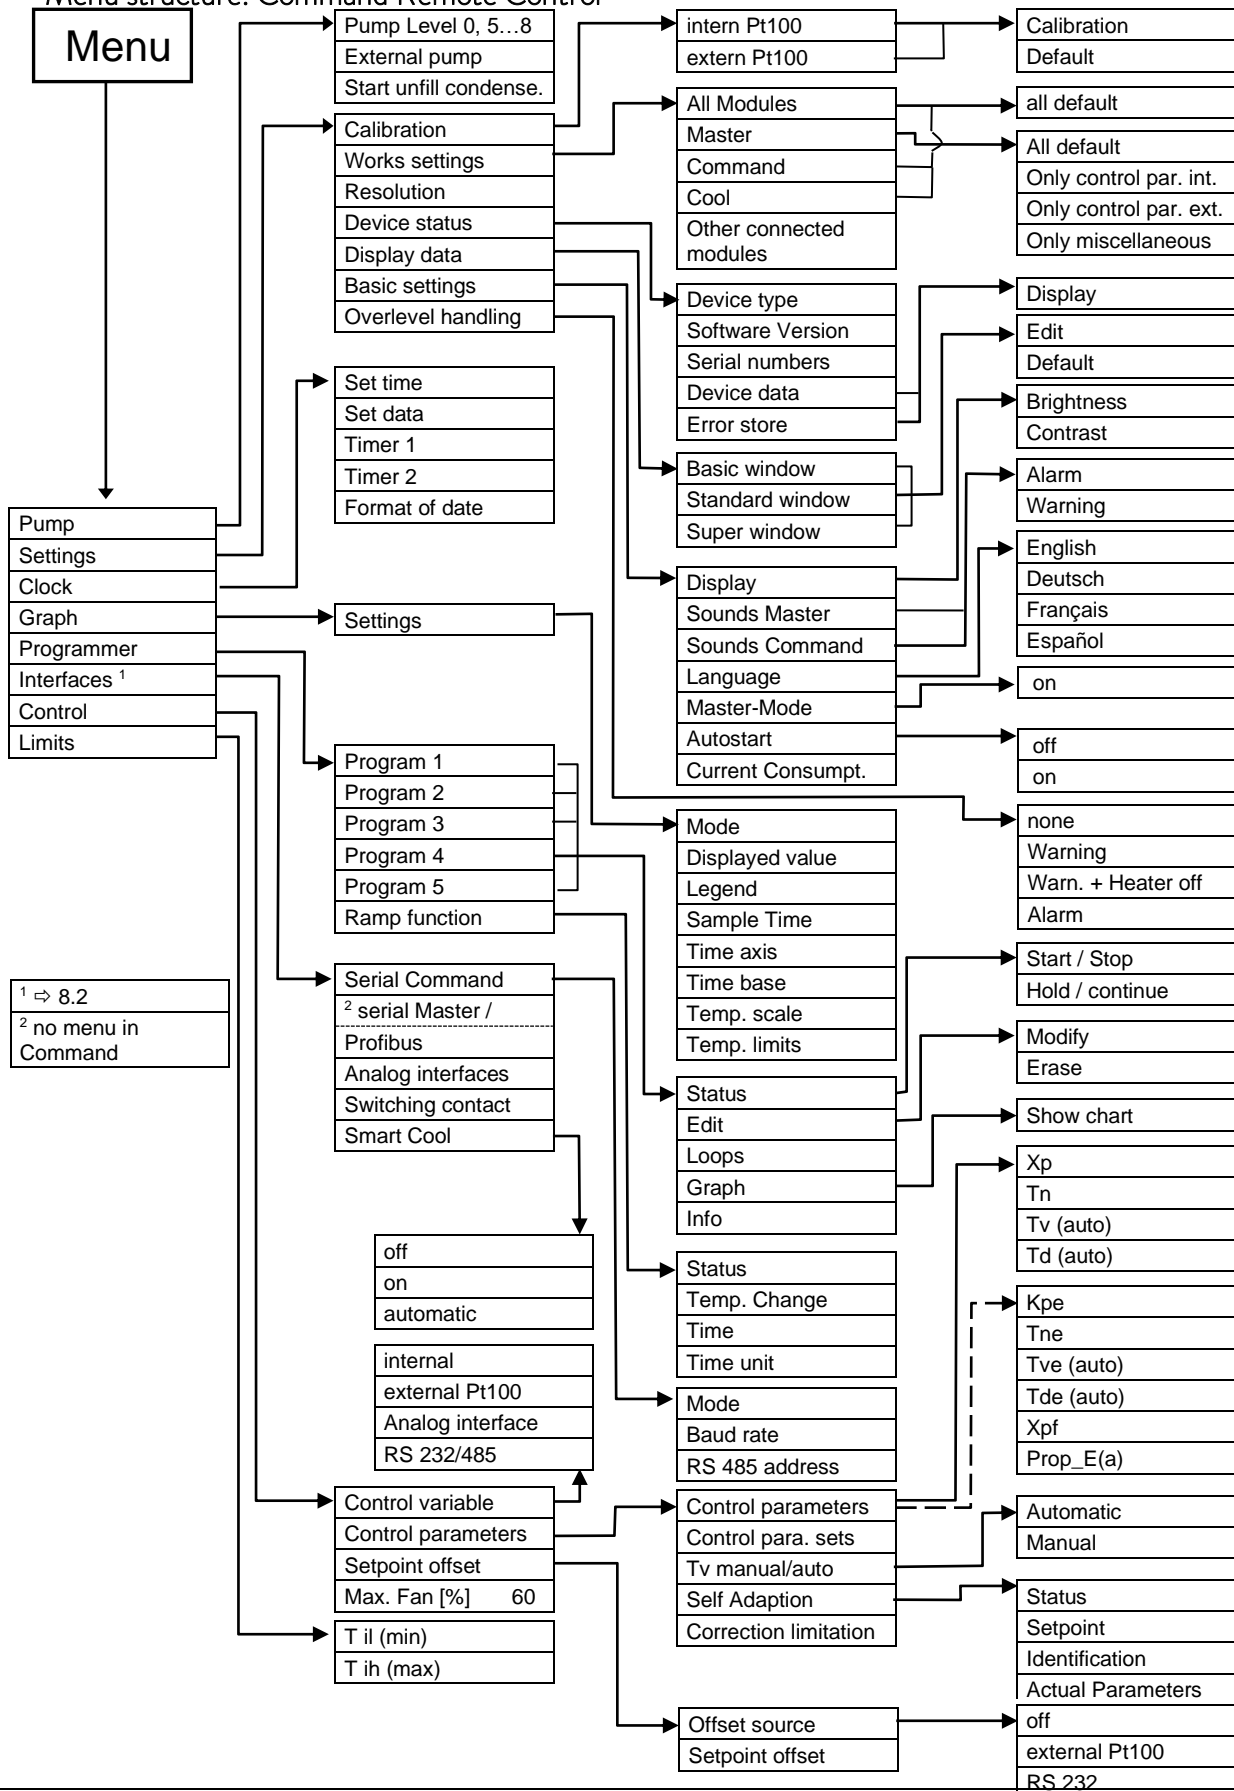 Menu structure: Command Remote Control
Menu
Pump
Settings
Clock
Graph
Programmer
Interfaces ¹
Control
Limits
¹ ⇨ 8.2
² no menu in
Command
Pump Level 0, 5…8
External pump
Start unfill condense.
Calibration
Works settings
Resolution
Device status
Display data
Basic settings
Overlevel handling
Set time
Set data
Timer 1
Timer 2
Format of date
Settings
Program 1
Program 2
Program 3
Program 4
Program 5
Ramp function
Serial Command
² serial Master /
Profibus
Analog interfaces
Switching contact
Smart Cool
off
on
automatic
internal
external Pt100
Analog interface
RS 232/485
Control variable
Control parameters
Setpoint offset
Max. Fan [%] 60
T il (min)
T ih (max)
intern Pt100
extern Pt100
All Modules
Master
Command
Cool
Other connected
modules
Device type
Software Version
Serial numbers
Device data
Error store
Basic window
Standard window
Super window
Display
Sounds Master
Sounds Command
Language
Master-Mode
Autostart
Current Consumpt.
Mode
Displayed value
Legend
Sample Time
Time axis
Time base
Temp. scale
Temp. limits
Status
Edit
Loops
Graph
Info
Status
Temp. Change
Time
Time unit
Mode
Baud rate
RS 485 address
Control parameters
Control para. sets
Tv manual/auto
Self Adaption
Correction limitation
Offset source
Setpoint offset
Calibration
Default
all default
All default
Only control par. int.
Only control par. ext.
Only miscellaneous
Display
Edit
Default
Brightness
Contrast
Alarm
Warning
English
Deutsch
Français
Español
on
off
on
none
Warning
Warn. + Heater off
Alarm
Start / Stop
Hold / continue
Modify
Erase
Show chart
Xp
Tn
Tv (auto)
Td (auto)
Kpe
Tne
Tve (auto)
Tde (auto)
Xpf
Prop_E(a)
Automatic
Manual
Status
Setpoint
Identification
Actual Parameters
off
external Pt100
RS 232